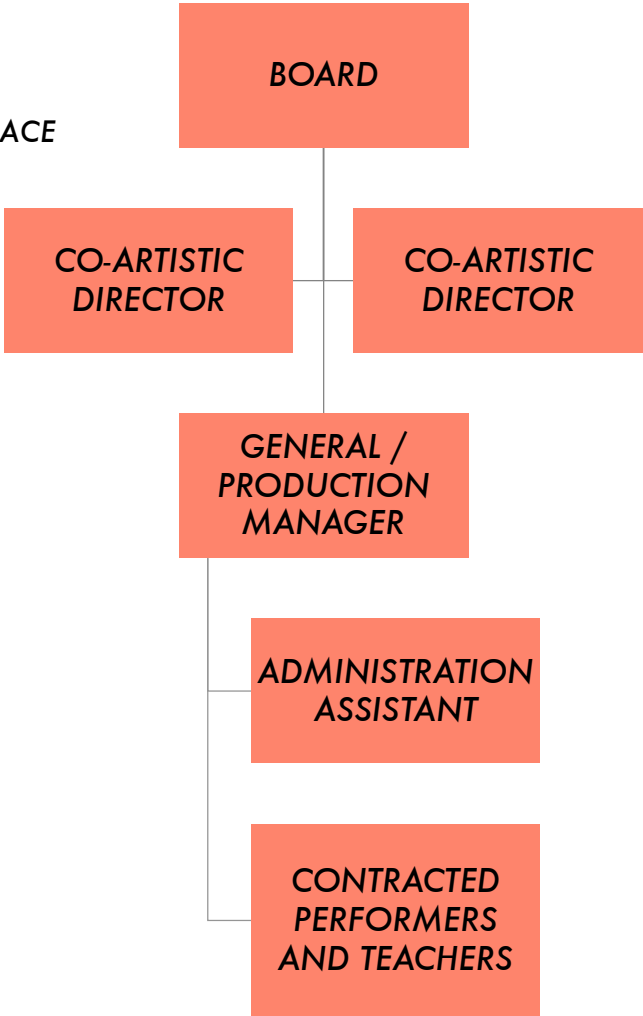 BOARD
ACE
CO-ARTISTIC
DIRECTOR
CO-ARTISTIC
DIRECTOR
GENERAL /
PRODUCTION
MANAGER
ADMINISTRATION
ASSISTANT
CONTRACTED
PERFORMERS
AND TEACHERS